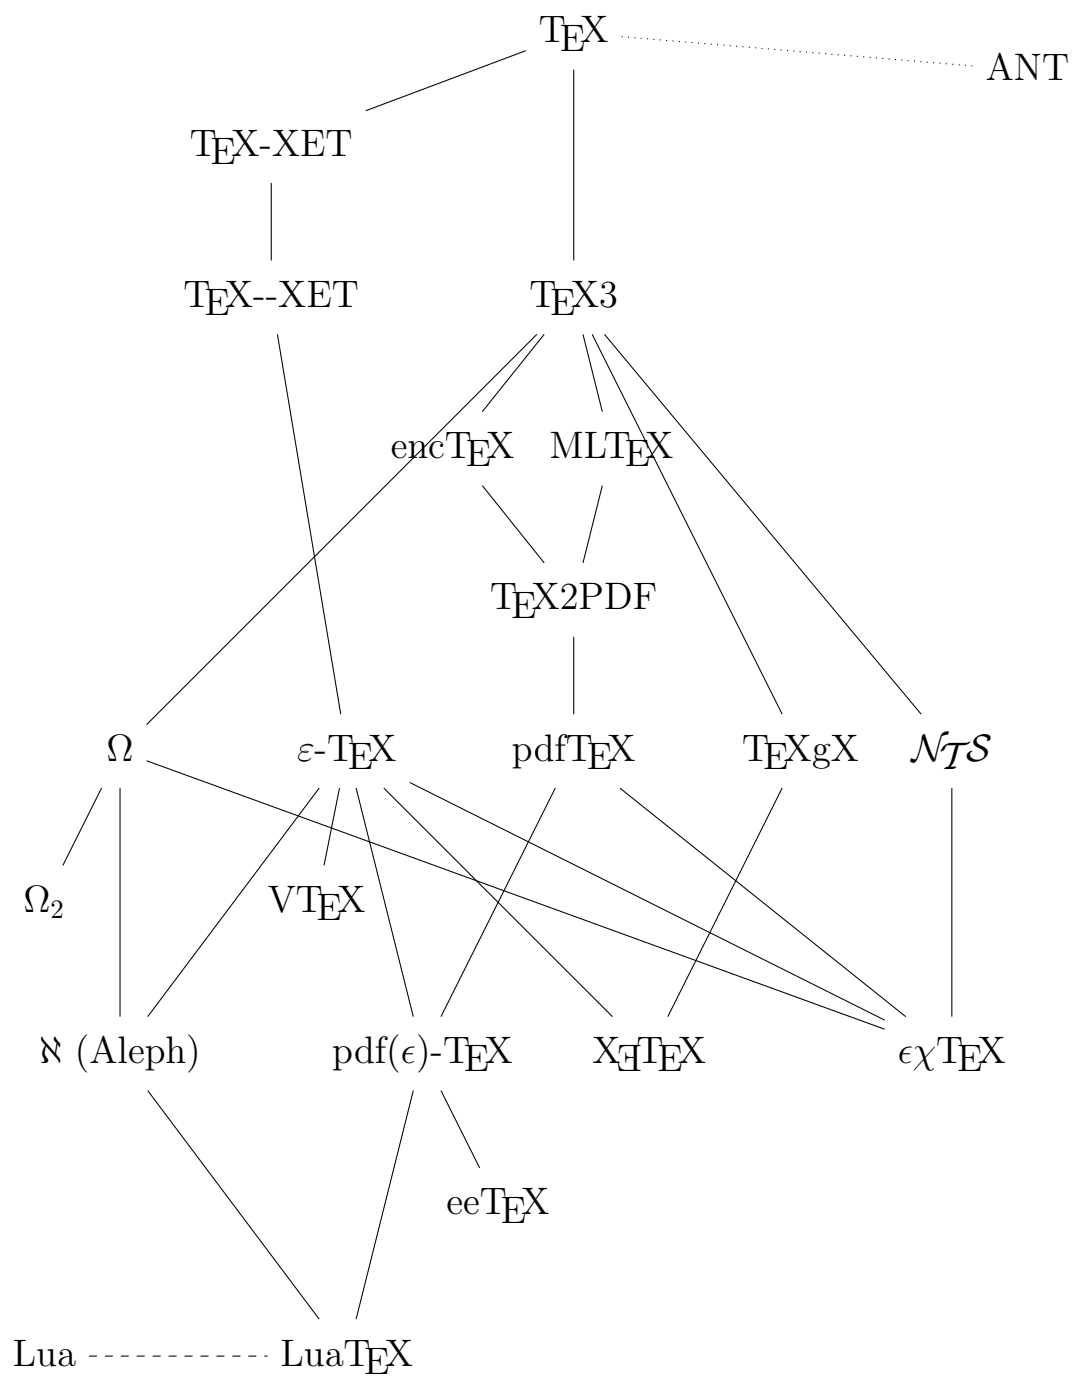 TEX
ANT
TEX-XET
TEX--XET TEX3
encTEX MLTEX
TEX2PDF
Ω ε-TEX pdfTEX TEXgX 𝒩𝒯𝒮
Ω₂ VTEX
ℵ (Aleph) pdf(ϵ)-TEX XƎTEX ϵχTEX
eeTEX
Lua LuaTEX